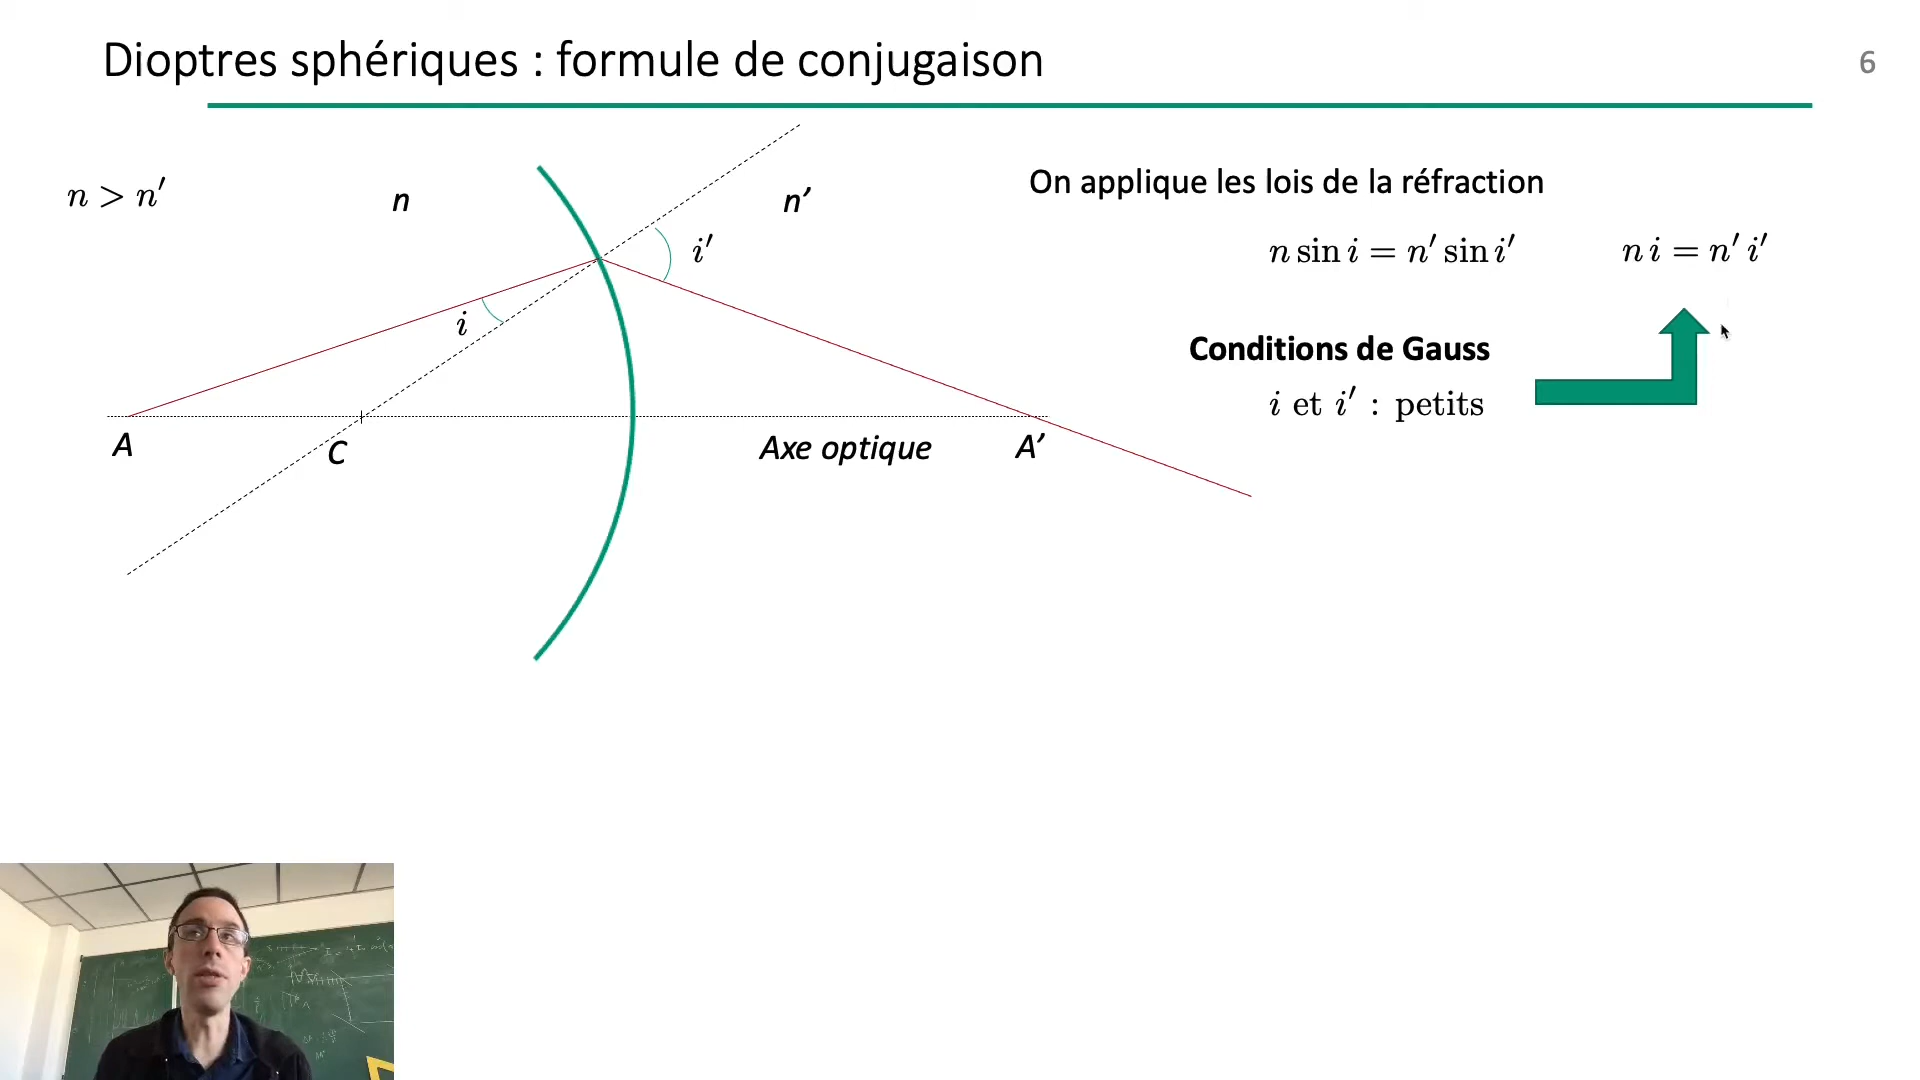 Dioptres sphériques : formule de conjugaison
6
n > n′
n
n’
i′
i
A
C
Axe optique
A’
On applique les lois de la réfraction
n sin i = n′ sin i′
n i = n′ i′
Conditions de Gauss
i et i′ : petits